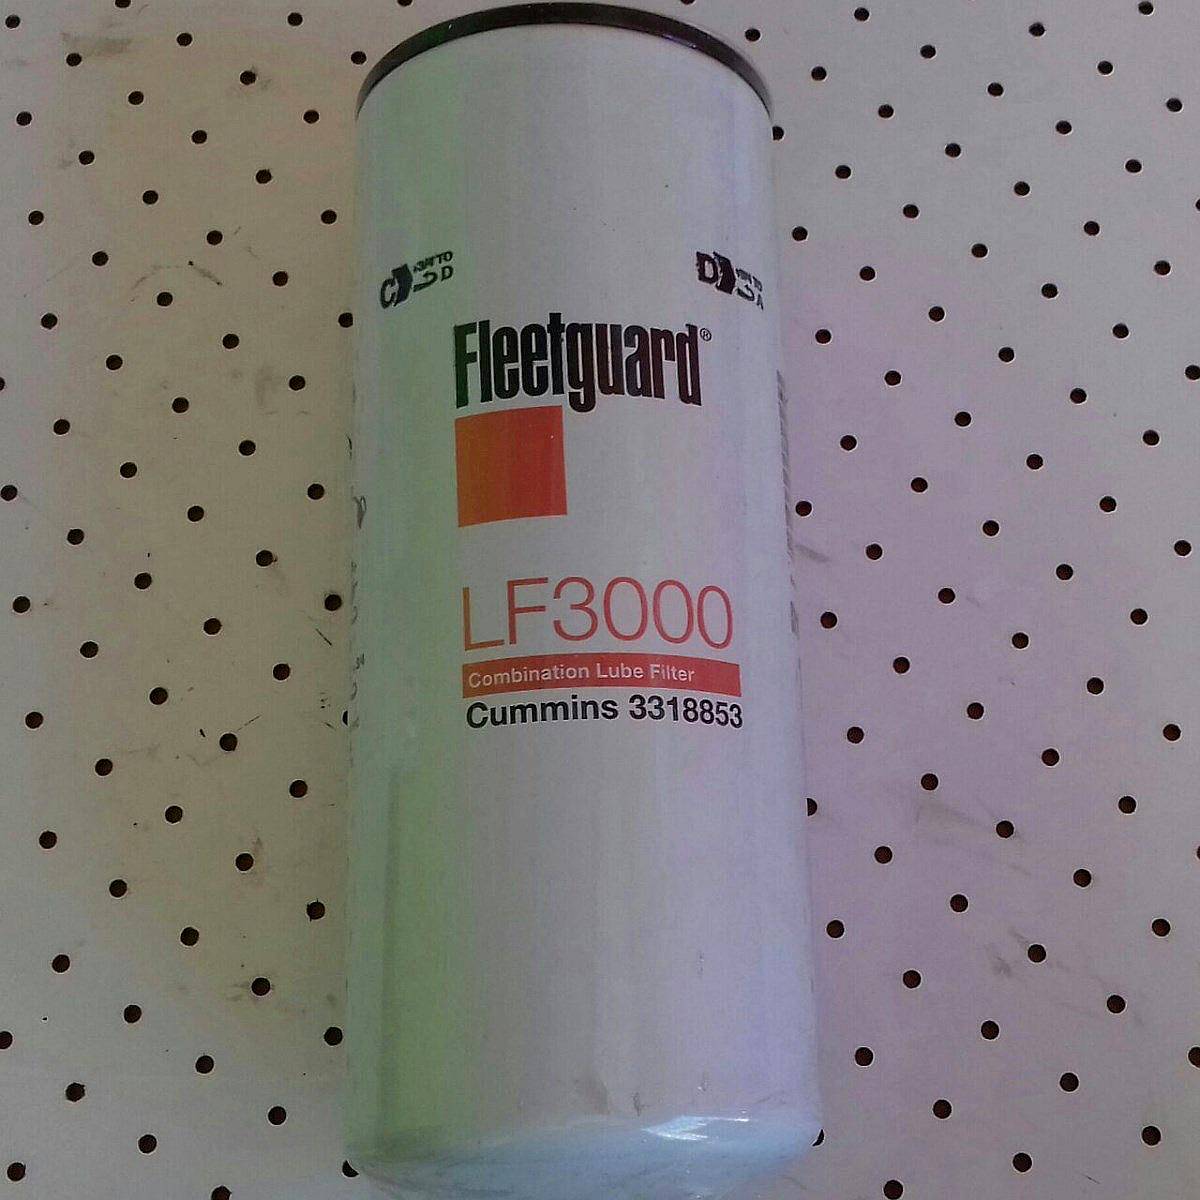 C D
D A
Fleetguard®
LF3000
Combination Lube Filter
Cummins 3318853